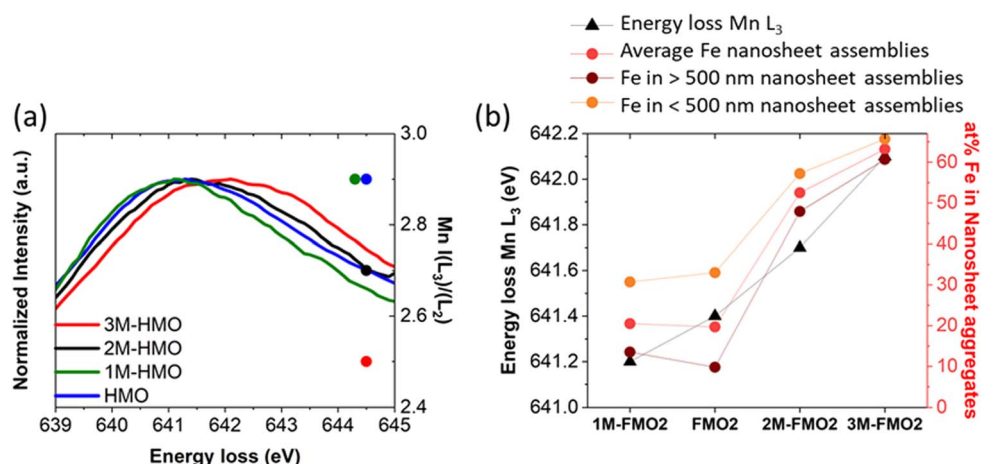 Energy loss Mn L3
Average Fe nanosheet assemblies
Fe in > 500 nm nanosheet assemblies
Fe in < 500 nm nanosheet assemblies
(a)
Normalized Intensity (a.u.)
3M-HMO
2M-HMO
1M-HMO
HMO
639 640 641 642 643 644 645
Energy loss (eV)
3.0
2.8
2.6
2.4
Mn I(L3)/(L2)
(b)
Energy loss Mn L3 (eV)
642.2
642.0
641.8
641.6
641.4
641.2
641.0
1M-FMO2 FMO2 2M-FMO2 3M-FMO2
60
50
40
30
20
10
0
at% Fe in Nanosheet aggregates